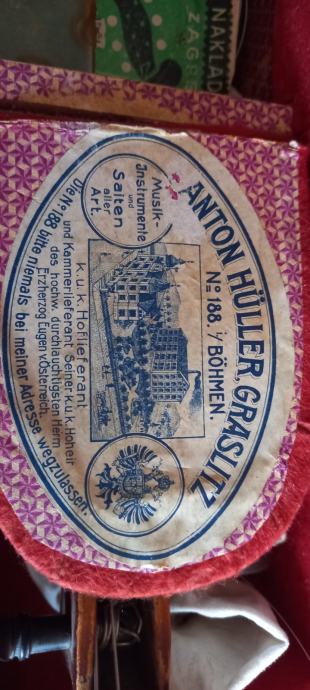 NAKLAD
ZAGR
ANTON HÜLLER, GRASLITZ
No 188. i/ BÖHMEN.
Musik-
Instrumente
und
Saiten
aller
Art.
k.u.k. Hoflieferant
und Kammerlieferant Seiner k.u.k. Hoheit
des hochw. durchlauchtigsten Herrn
Erzherzog Eugen v. Österreich.
Die No 188 bitte niemals bei meiner Adresse wegzulassen.